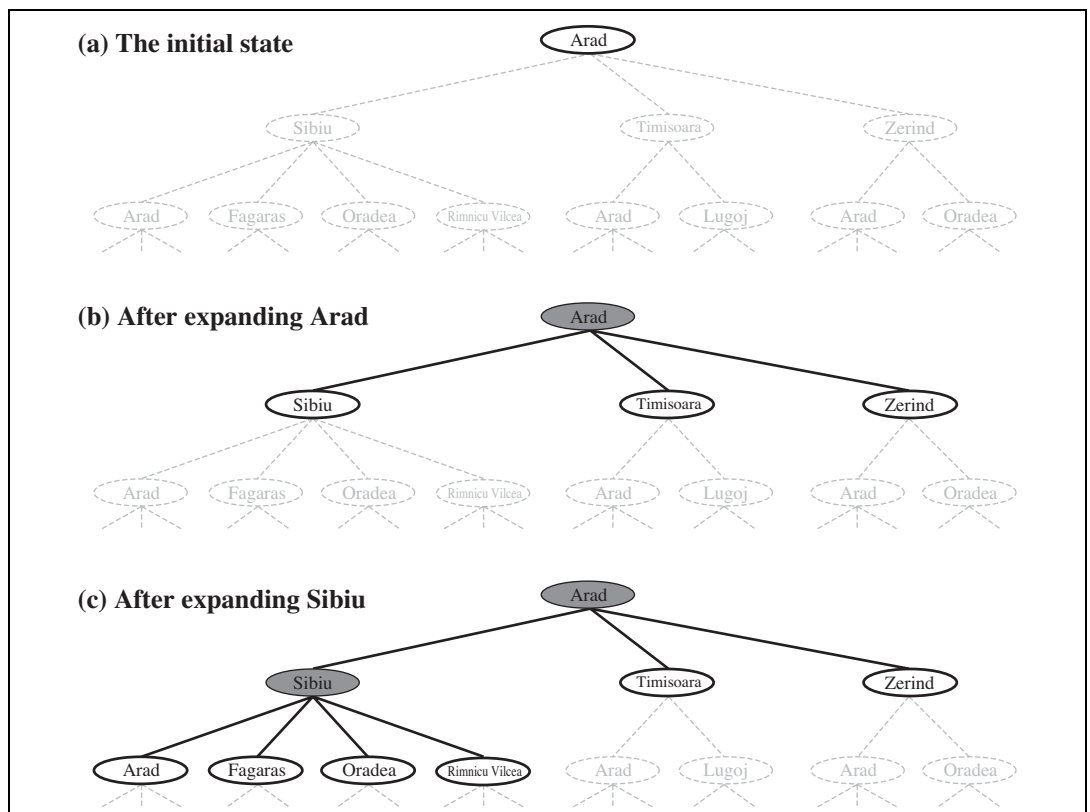 (a) The initial state
Arad
Sibiu Timisoara Zerind
Arad Fagaras Oradea Rimnicu Vilcea Arad Lugoj Arad Oradea
(b) After expanding Arad
Arad
Sibiu Timisoara Zerind
Arad Fagaras Oradea Rimnicu Vilcea Arad Lugoj Arad Oradea
(c) After expanding Sibiu
Arad
Sibiu Timisoara Zerind
Arad Fagaras Oradea Rimnicu Vilcea Arad Lugoj Arad Oradea